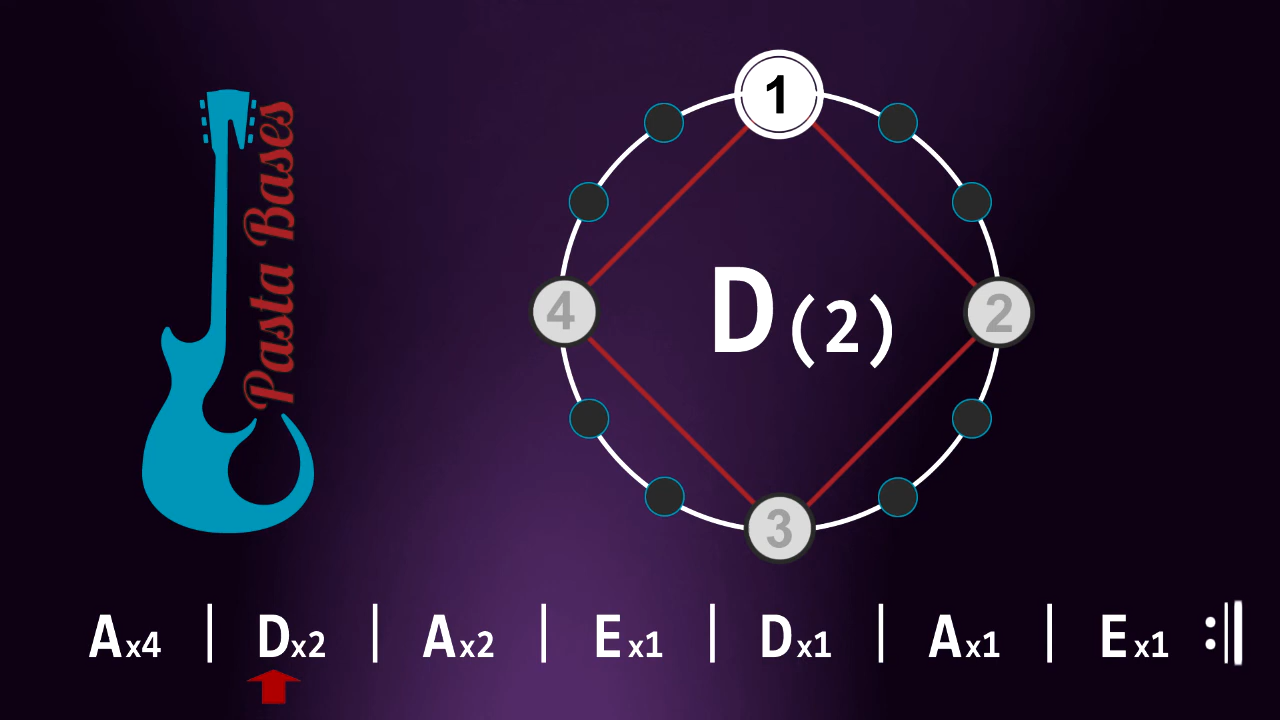 Pasta Bases
1
4
D (2)
2
3
Ax4 | Dx2 | Ax2 | Ex1 | Dx1 | Ax1 | Ex1 :||